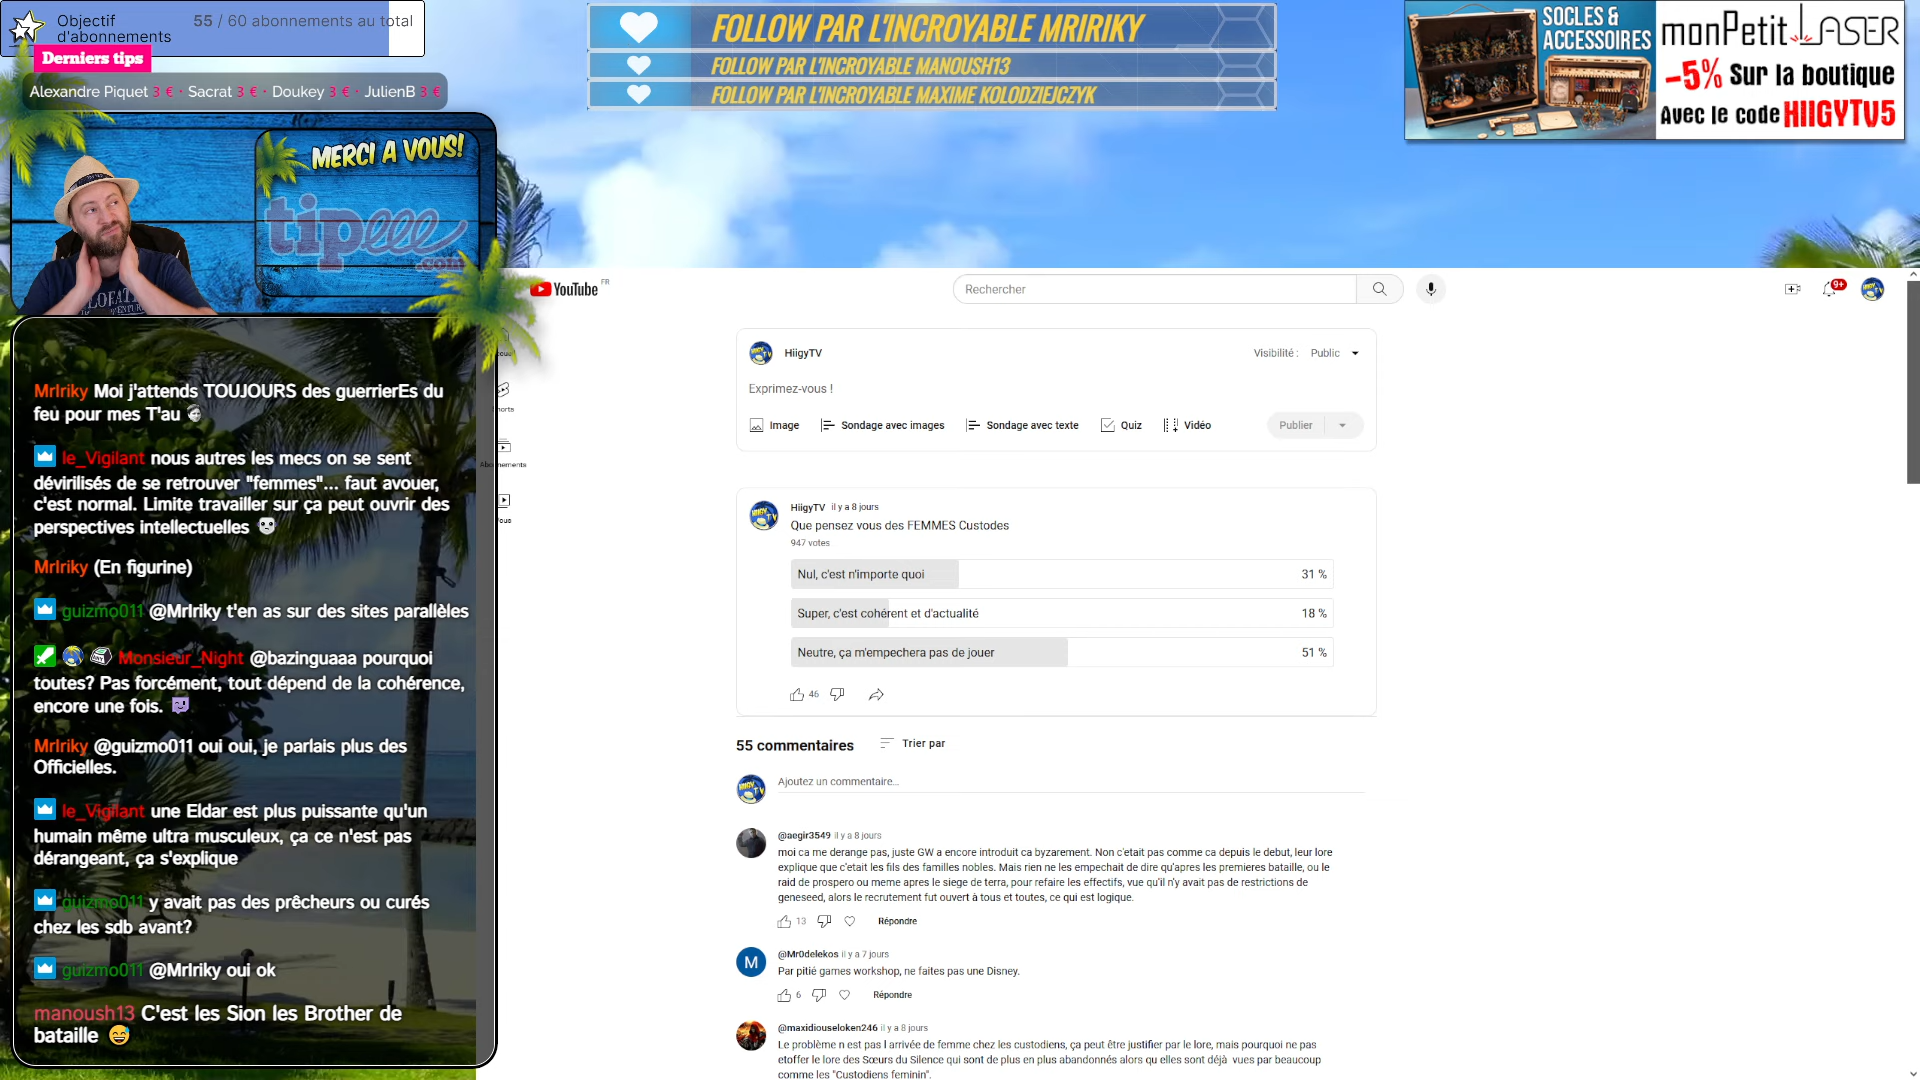 Objectif
d'abonnements
55 / 60 abonnements au total
Derniers tips
Alexandre Piquet 3 € · Sacrat 3 € · Doukey 3 € · JulienB 3 €
MERCI A VOUS!
tipeee
.com
FOLLOW PAR L'INCROYABLE MRIRIKY
FOLLOW PAR L'INCROYABLE MANOUSH13
FOLLOW PAR L'INCROYABLE MAXIME KOLODZIEJCZYK
SOCLES &
ACCESSOIRES
monPetit LASER
-5% Sur la boutique
Avec le code HIIGYTV5
MrIriky Moi j'attends TOUJOURS des guerrierEs du
feu pour mes T'au
le_Vigilant nous autres les mecs on se sent
dévirilisés de se retrouver "femmes"... faut avouer,
c'est normal. Limite travailler sur ça peut ouvrir des
perspectives intellectuelles
MrIriky (En figurine)
guizmo011 @MrIriky t'en as sur des sites parallèles
Monsieur_Night @bazinguaaa pourquoi
toutes? Pas forcément, tout dépend de la cohérence,
encore une fois.
MrIriky @guizmo011 oui oui, je parlais plus des
Officielles.
le_Vigilant une Eldar est plus puissante qu'un
humain même ultra musculeux, ça ce n'est pas
dérangeant, ça s'explique
guizmo011 y avait pas des prêcheurs ou curés
chez les sdb avant?
guizmo011 @MrIriky oui ok
manoush13 C'est les Sion les Brother de
bataille 😅
YouTube FR
Rechercher
9+
HiigyTV
Visibilité : Public
Exprimez-vous !
Image Sondage avec images Sondage avec texte Quiz Vidéo Publier
HiigyTV il y a 8 jours
Que pensez vous des FEMMES Custodes
947 votes
Nul, c'est n'importe quoi 31 %
Super, c'est cohérent et d'actualité 18 %
Neutre, ça m'empechera pas de jouer 51 %
46
55 commentaires Trier par
Ajoutez un commentaire...
@aegir3549 il y a 8 jours
moi ca me derange pas, juste GW a encore introduit ca byzarement. Non c'etait pas comme ca depuis le debut, leur lore
explique que c'était les fils des familles nobles. Mais rien ne les empechait de dire qu'apres les premieres bataille, ou le
raid de prospero ou meme apres le siege de terra, pour refaire les effectifs, vue qu'il n'y avait pas de restrictions de
geneseed, alors le recrutement fut ouvert à tous et toutes, ce qui est logique.
13 Répondre
@Mr0delekos il y a 7 jours
Par pitié games workshop, ne faites pas une Disney.
6 Répondre
@maxidiouseloken246 il y a 8 jours
Le problème n est pas l arrivée de femme chez les custodiens, ça peut être justifier par le lore, mais pourquoi ne pas
etoffer le lore des Sœurs du Silence qui sont de plus en plus abandonnés alors qu elles sont déjà vues par beaucoup
comme les "Custodiens feminin".